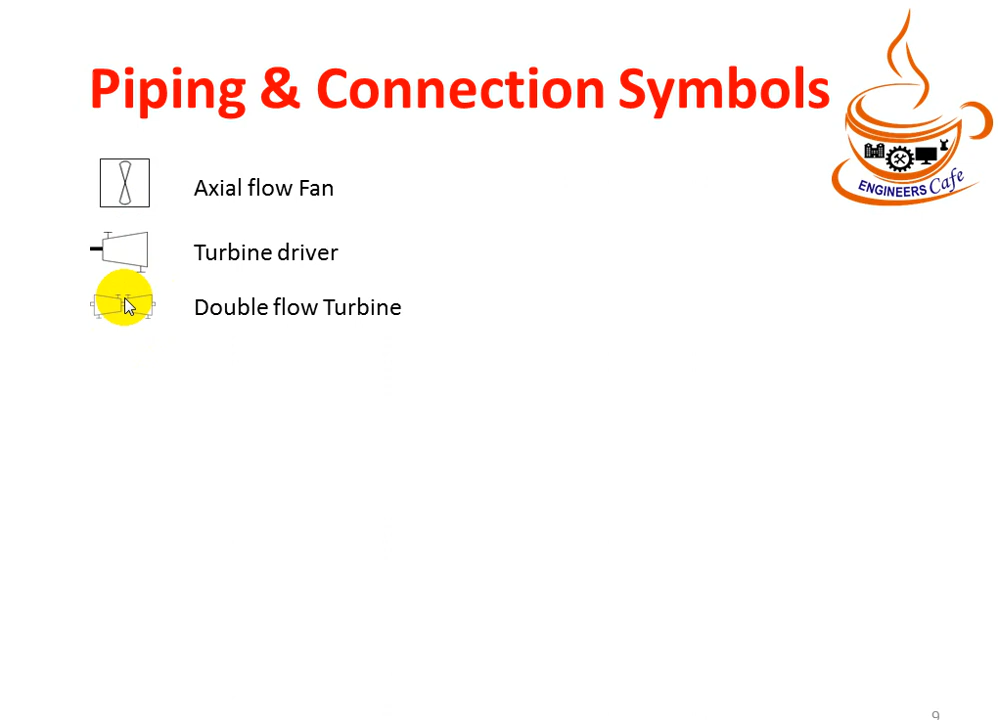 Piping & Connection Symbols
ENGINEERS Cafe
Axial flow Fan
Turbine driver
Double flow Turbine
9